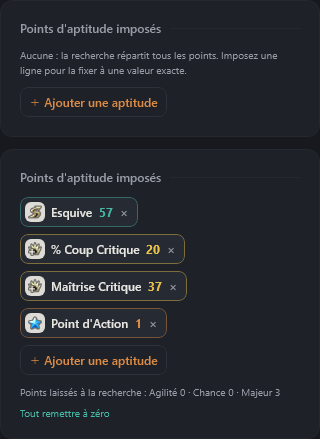 Points d'aptitude imposés
Aucune : la recherche répartit tous les points. Imposez une
ligne pour la fixer à une valeur exacte.
+ Ajouter une aptitude
Points d'aptitude imposés
Esquive 57 ×
% Coup Critique 20 ×
Maîtrise Critique 37 ×
Point d'Action 1 ×
+ Ajouter une aptitude
Points laissés à la recherche : Agilité 0 · Chance 0 · Majeur 3
Tout remettre à zéro